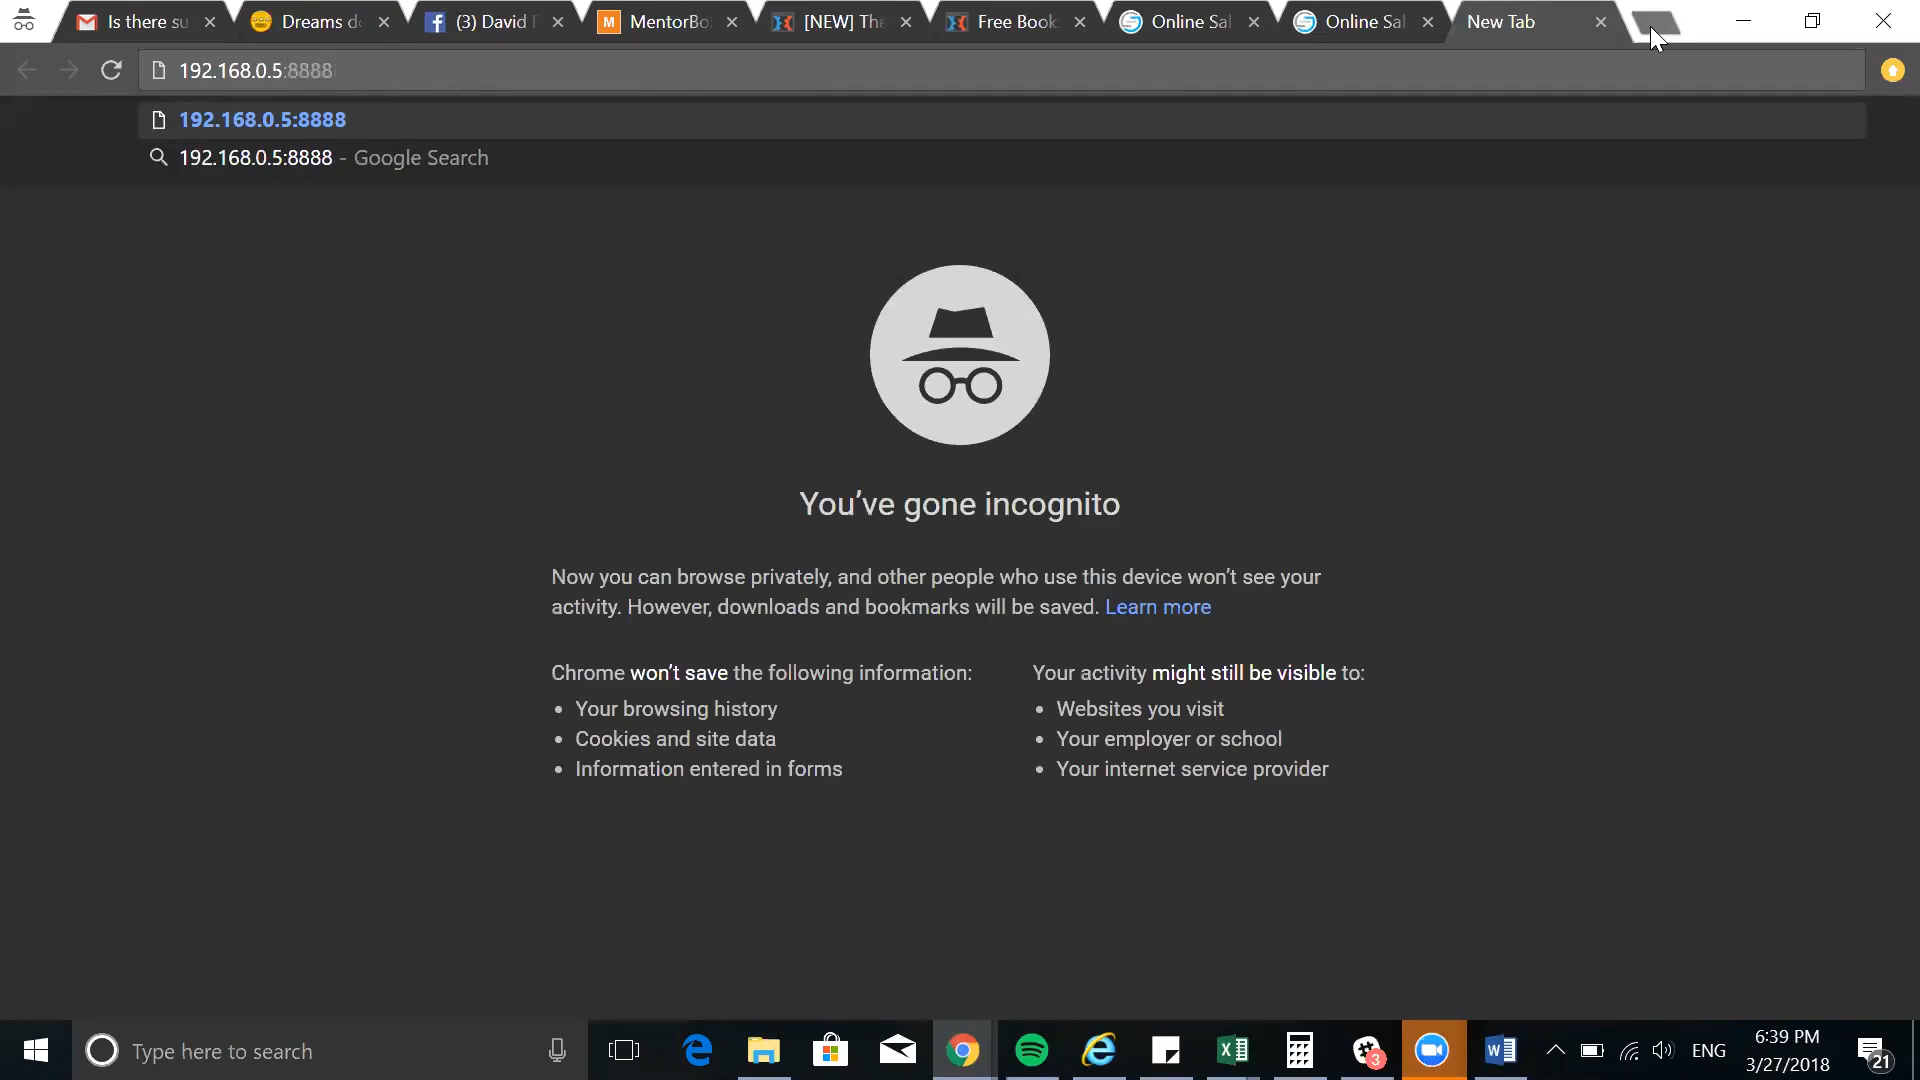 Is there su
Dreams d
(3) David
MentorBo
[NEW] The
Free Book
Online Sal
Online Sal
New Tab
192.168.0.5:8888
192.168.0.5:8888
192.168.0.5:8888 - Google Search
You've gone incognito
Now you can browse privately, and other people who use this device won't see your
activity. However, downloads and bookmarks will be saved. Learn more
Chrome won't save the following information:
• Your browsing history
• Cookies and site data
• Information entered in forms
Your activity might still be visible to:
• Websites you visit
• Your employer or school
• Your internet service provider
Type here to search
3
ENG
6:39 PM
3/27/2018
21